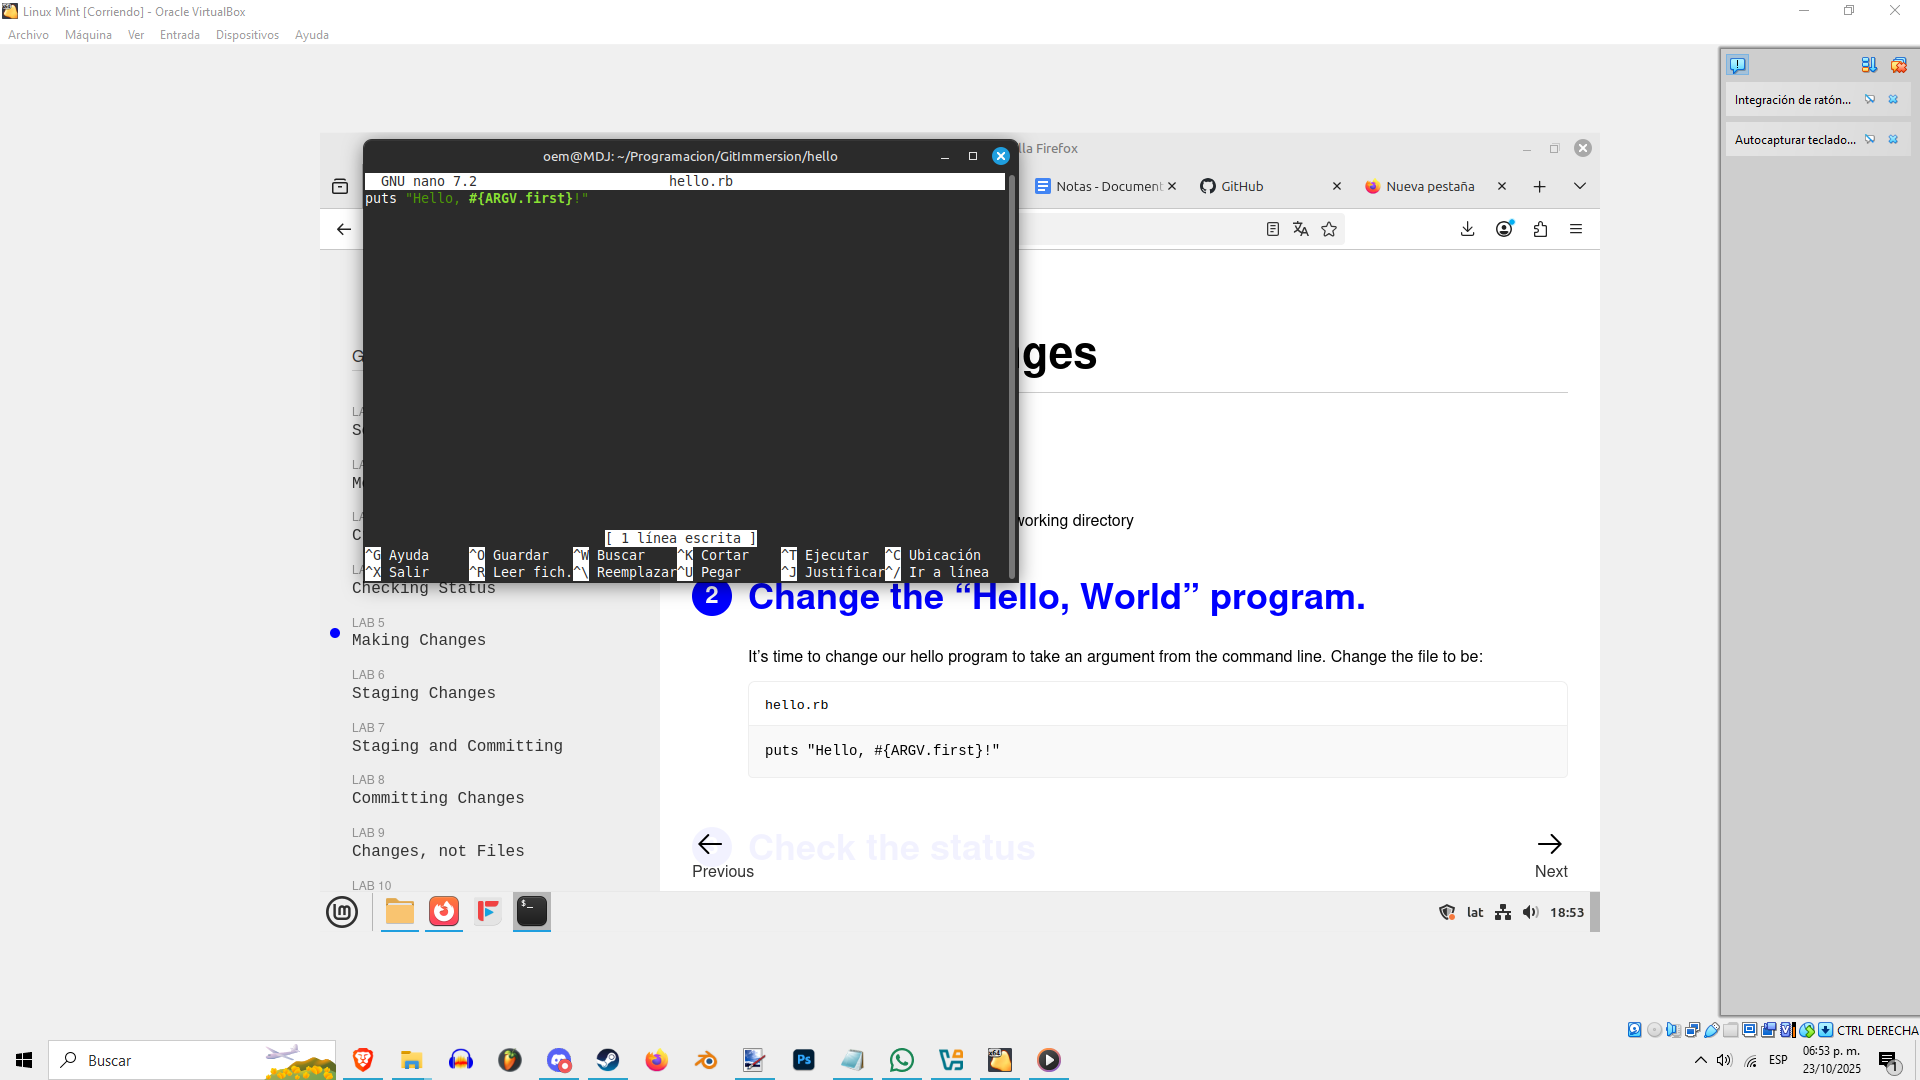 Linux Mint [Corriendo] - Oracle VirtualBox
Archivo Máquina Ver Entrada Dispositivos Ayuda
Integración de ratón...
Autocapturar teclado...
oem@MDJ: ~/Programacion/GitImmersion/hello
lla Firefox
GNU nano 7.2 hello.rb
Notas - Document
GitHub
Nueva pestaña
puts "Hello, #{ARGV.first}!"
nges
working directory
[ 1 línea escrita ]
^G Ayuda ^O Guardar ^W Buscar ^K Cortar ^T Ejecutar ^C Ubicación
^X Salir ^R Leer fich. ^\ Reemplazar ^U Pegar ^J Justificar ^/ Ir a línea
Checking Status
LAB 5
Making Changes
LAB 6
Staging Changes
LAB 7
Staging and Committing
LAB 8
Committing Changes
LAB 9
Changes, not Files
LAB 10
2 Change the “Hello, World” program.
It’s time to change our hello program to take an argument from the command line. Change the file to be:
hello.rb
puts "Hello, #{ARGV.first}!"
Check the status
Previous
Next
lat
18:53
CTRL DERECHA
Buscar
ESP
06:53 p. m.
23/10/2025
1